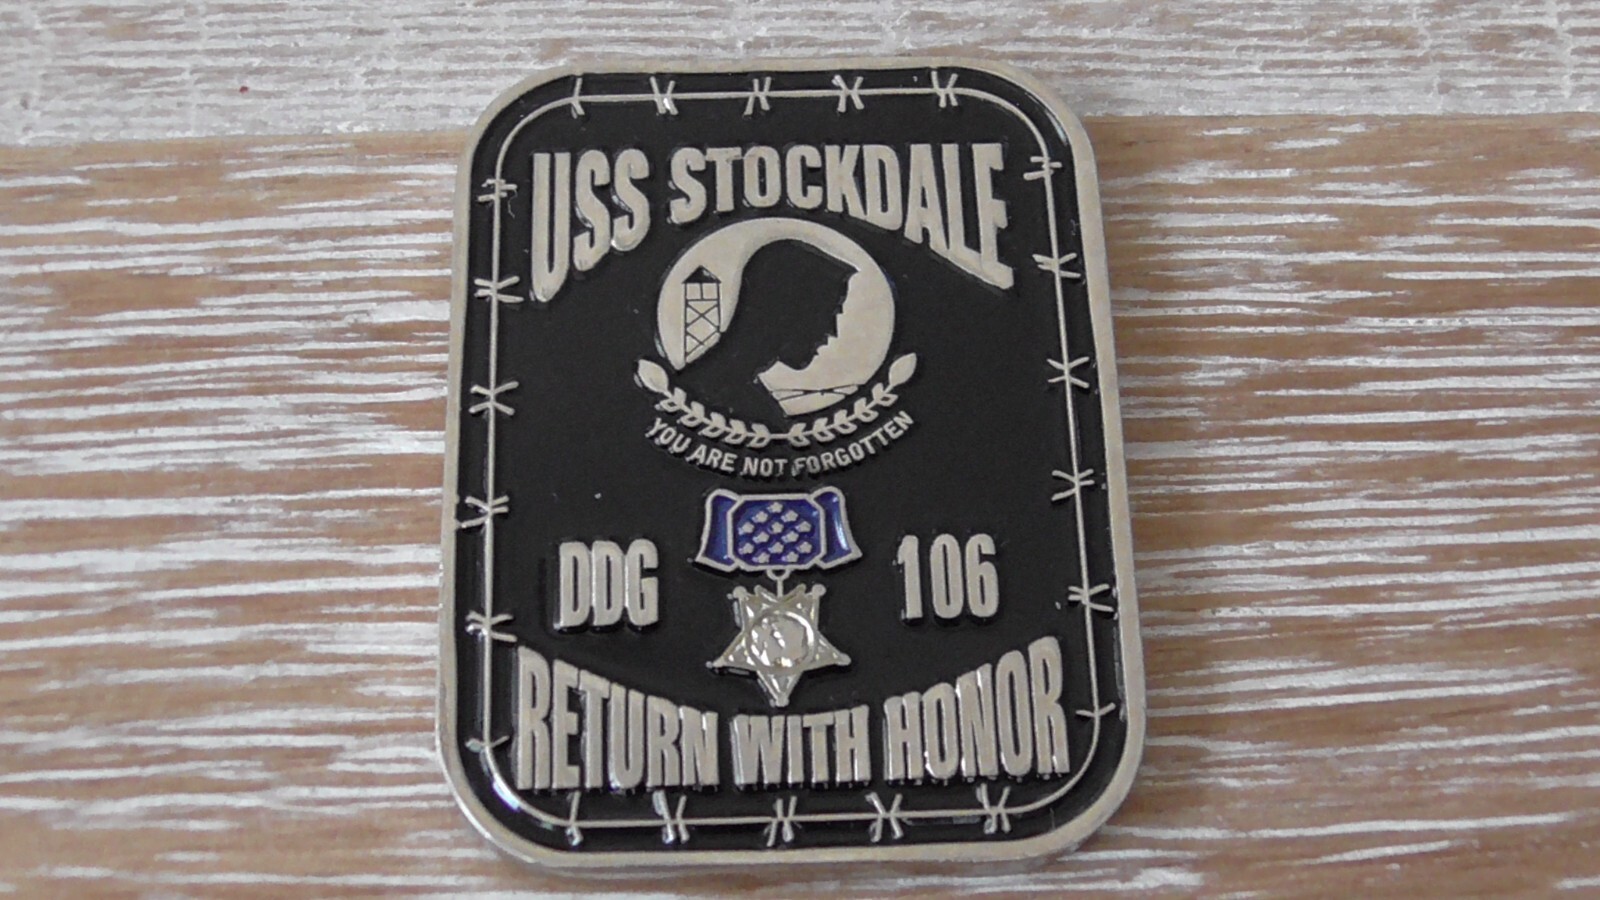 USS STOCKDALE
YOU ARE NOT FORGOTTEN
DDG 106
RETURN WITH HONOR